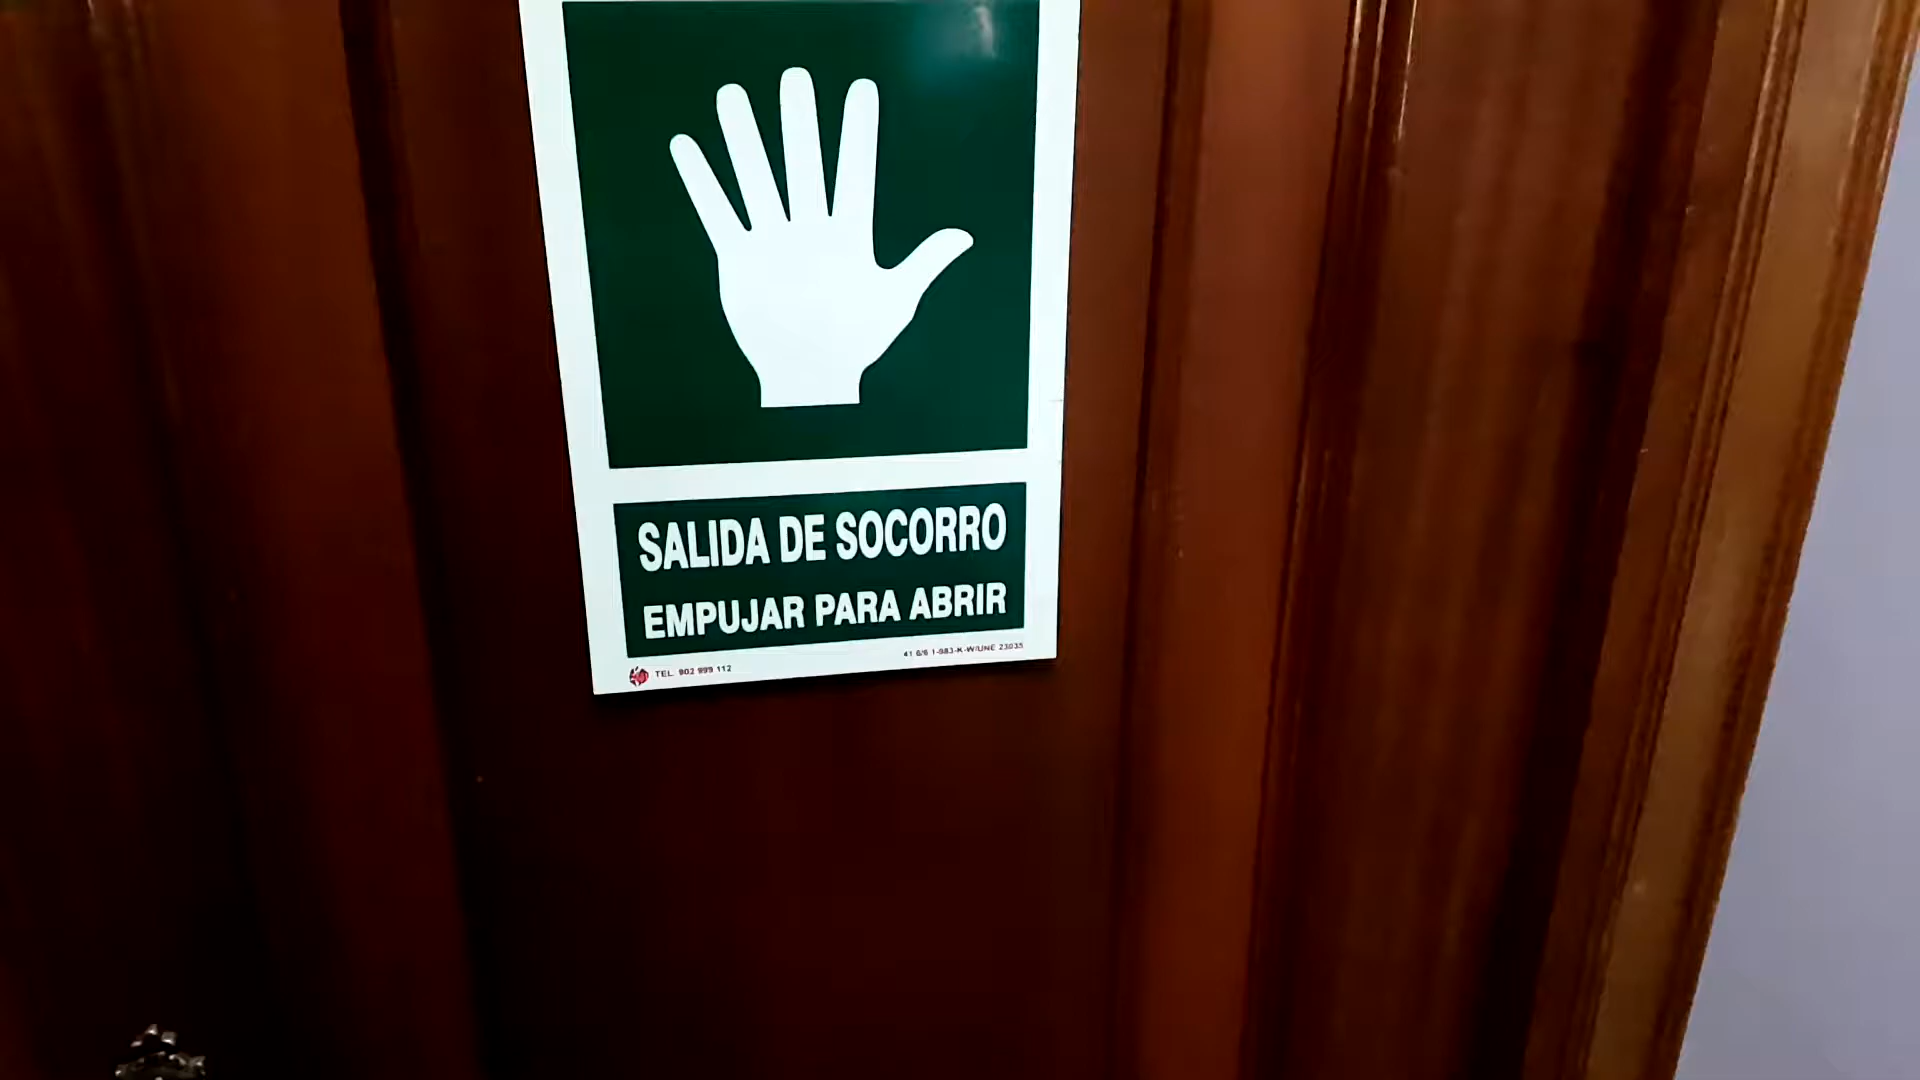 SALIDA DE SOCORRO
EMPUJAR PARA ABRIR
TEL. 902 999 112